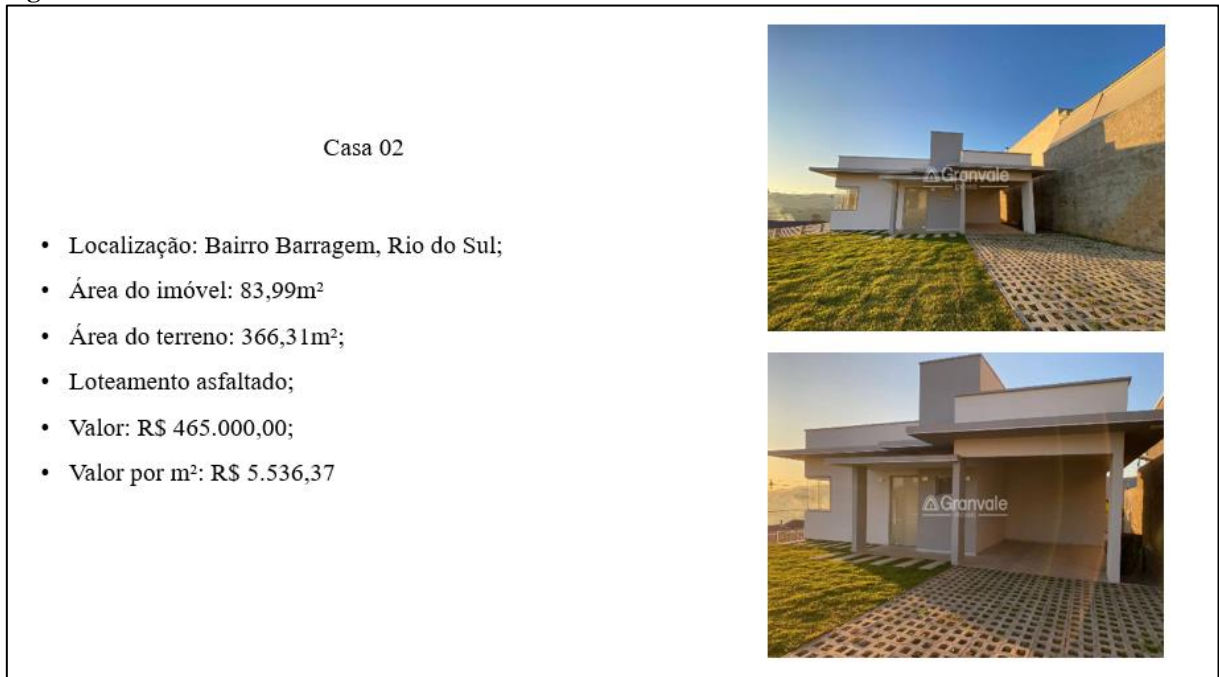 Casa 02
• Localização: Bairro Barragem, Rio do Sul;
• Área do imóvel: 83,99m²
• Área do terreno: 366,31m²;
• Loteamento asfaltado;
• Valor: R$ 465.000,00;
• Valor por m²: R$ 5.536,37
Granvale
Granvale